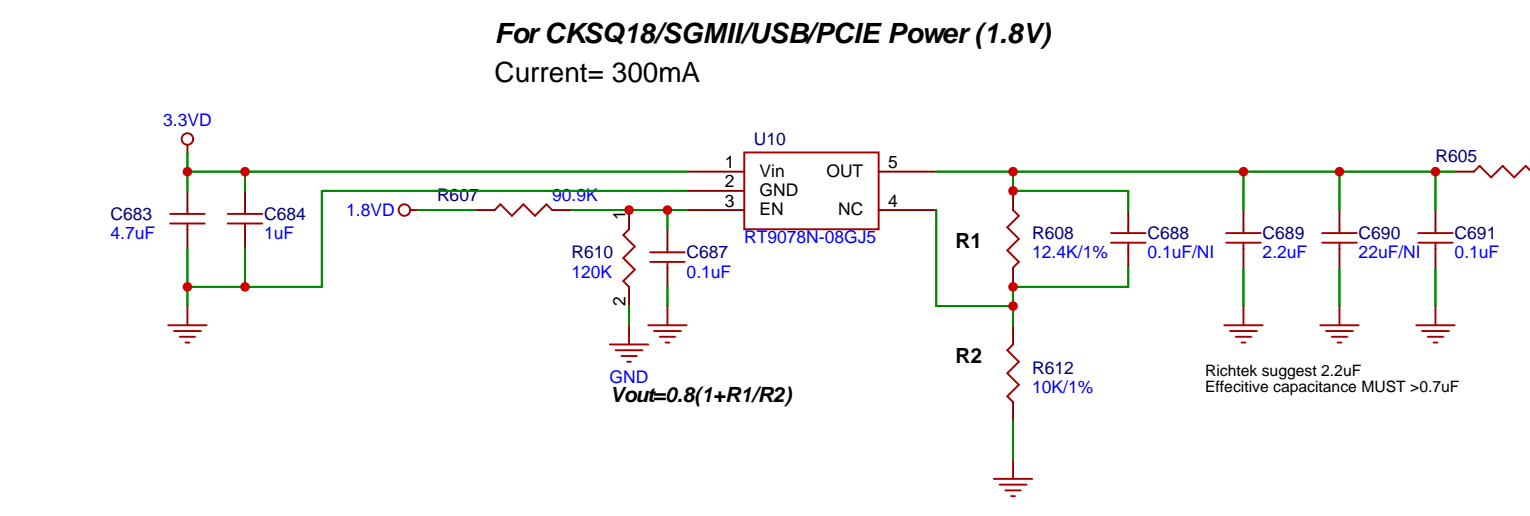 For CKSQ18/SGMII/USB/PCIE Power (1.8V)
Current= 300mA
3.3VD
U10
1
Vin
OUT
5
2
GND
3
EN
NC
4
RT9078N-08GJ5
C683
4.7uF
C684
1uF
1.8VD
R607
90.9K
1
R610
120K
2
C687
0.1uF
GND
Vout=0.8(1+R1/R2)
R1
R608
12.4K/1%
C688
0.1uF/NI
C689
2.2uF
C690
22uF/NI
C691
0.1uF
R605
R2
R612
10K/1%
Richtek suggest 2.2uF
Effecitive capacitance MUST >0.7uF